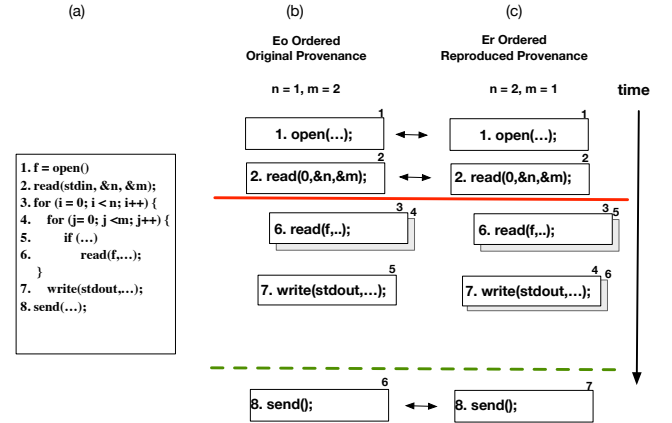 (a)
(b)
(c)
Eo Ordered
Original Provenance
Er Ordered
Reproduced Provenance
n = 1, m = 2
n = 2, m = 1
time
1. f = open()
2. read(stdin, &n, &m);
3. for (i = 0; i < n; i++) {
4. for (j= 0; j <m; j++) {
5. if (…)
6. read(f,…);
}
7. write(stdout,…);
8. send(…);
1
1. open(…);
1
1. open(…);
2
2. read(0,&n,&m);
2
2. read(0,&n,&m);
3 4
6. read(f,..);
3 5
6. read(f,..);
5
7. write(stdout,…);
4 6
7. write(stdout,…);
6
8. send();
7
8. send();